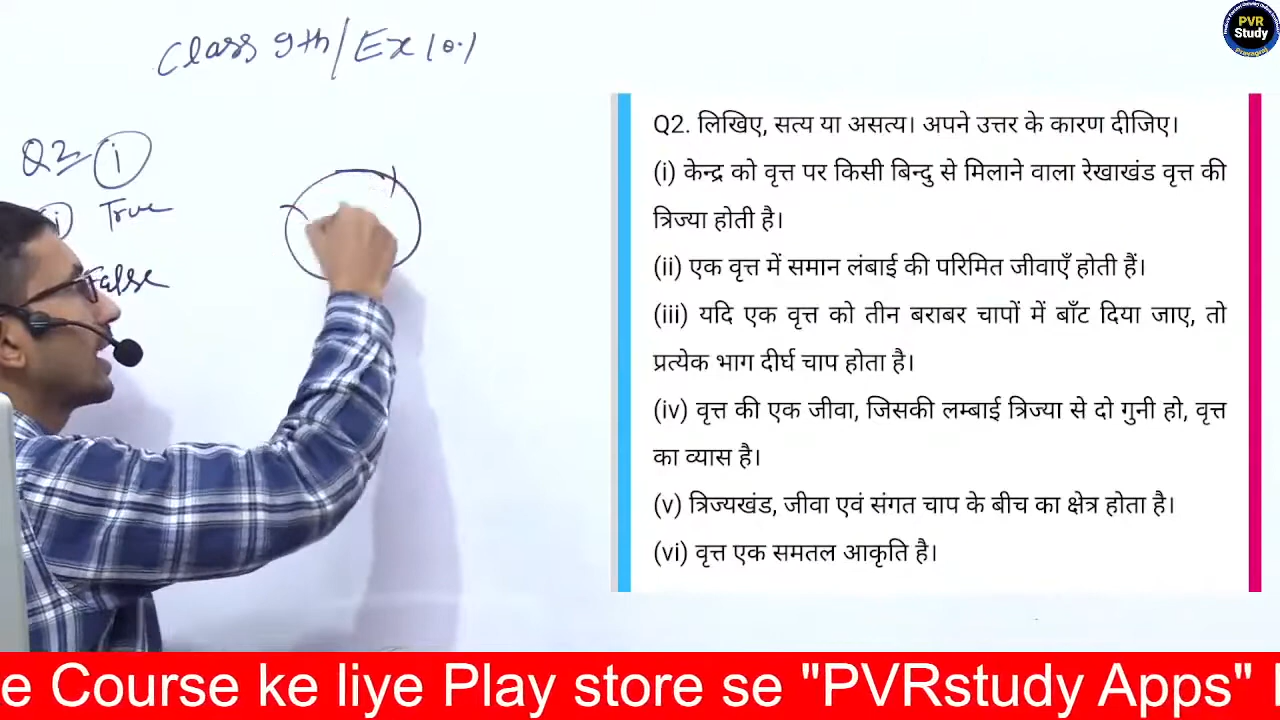 Class 9th/Ex 10.1
PVR
Study
Prayagraj
Q2. लिखिए, सत्य या असत्य। अपने उत्तर के कारण दीजिए।
(i) केन्द्र को वृत्त पर किसी बिन्दु से मिलाने वाला रेखाखंड वृत्त की
त्रिज्या होती है।
(ii) एक वृत्त में समान लंबाई की परिमित जीवाएँ होती हैं।
(iii) यदि एक वृत्त को तीन बराबर चापों में बाँट दिया जाए, तो
प्रत्येक भाग दीर्घ चाप होता है।
(iv) वृत्त की एक जीवा, जिसकी लम्बाई त्रिज्या से दो गुनी हो, वृत्त
का व्यास है।
(v) त्रिज्यखंड, जीवा एवं संगत चाप के बीच का क्षेत्र होता है।
(vi) वृत्त एक समतल आकृति है।
Q2 (i)
True
False
e Course ke liye Play store se "PVRstudy Apps"